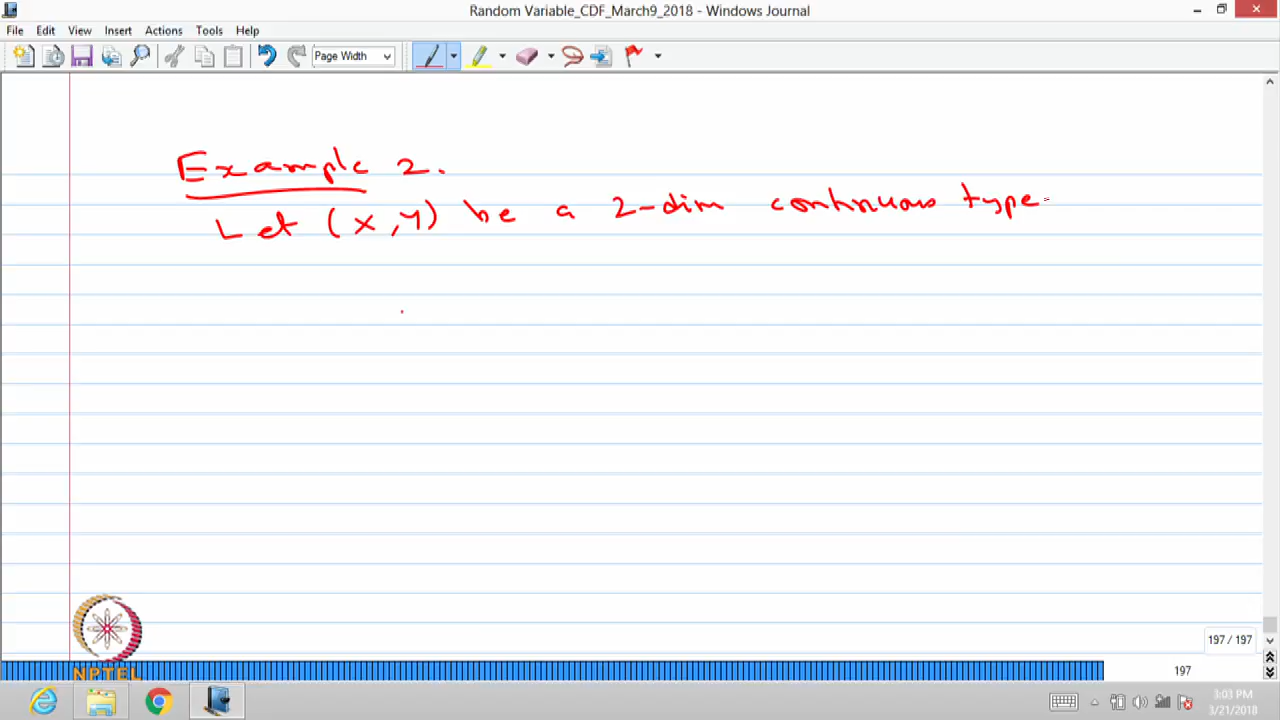 Random Variable_CDF_March9_2018 - Windows Journal
File Edit View Insert Actions Tools Help
Page Width
Example 2.
Let (X,Y) be a 2-dim continuous type
197 / 197
NPTEL
197
3:03 PM
3/21/2018